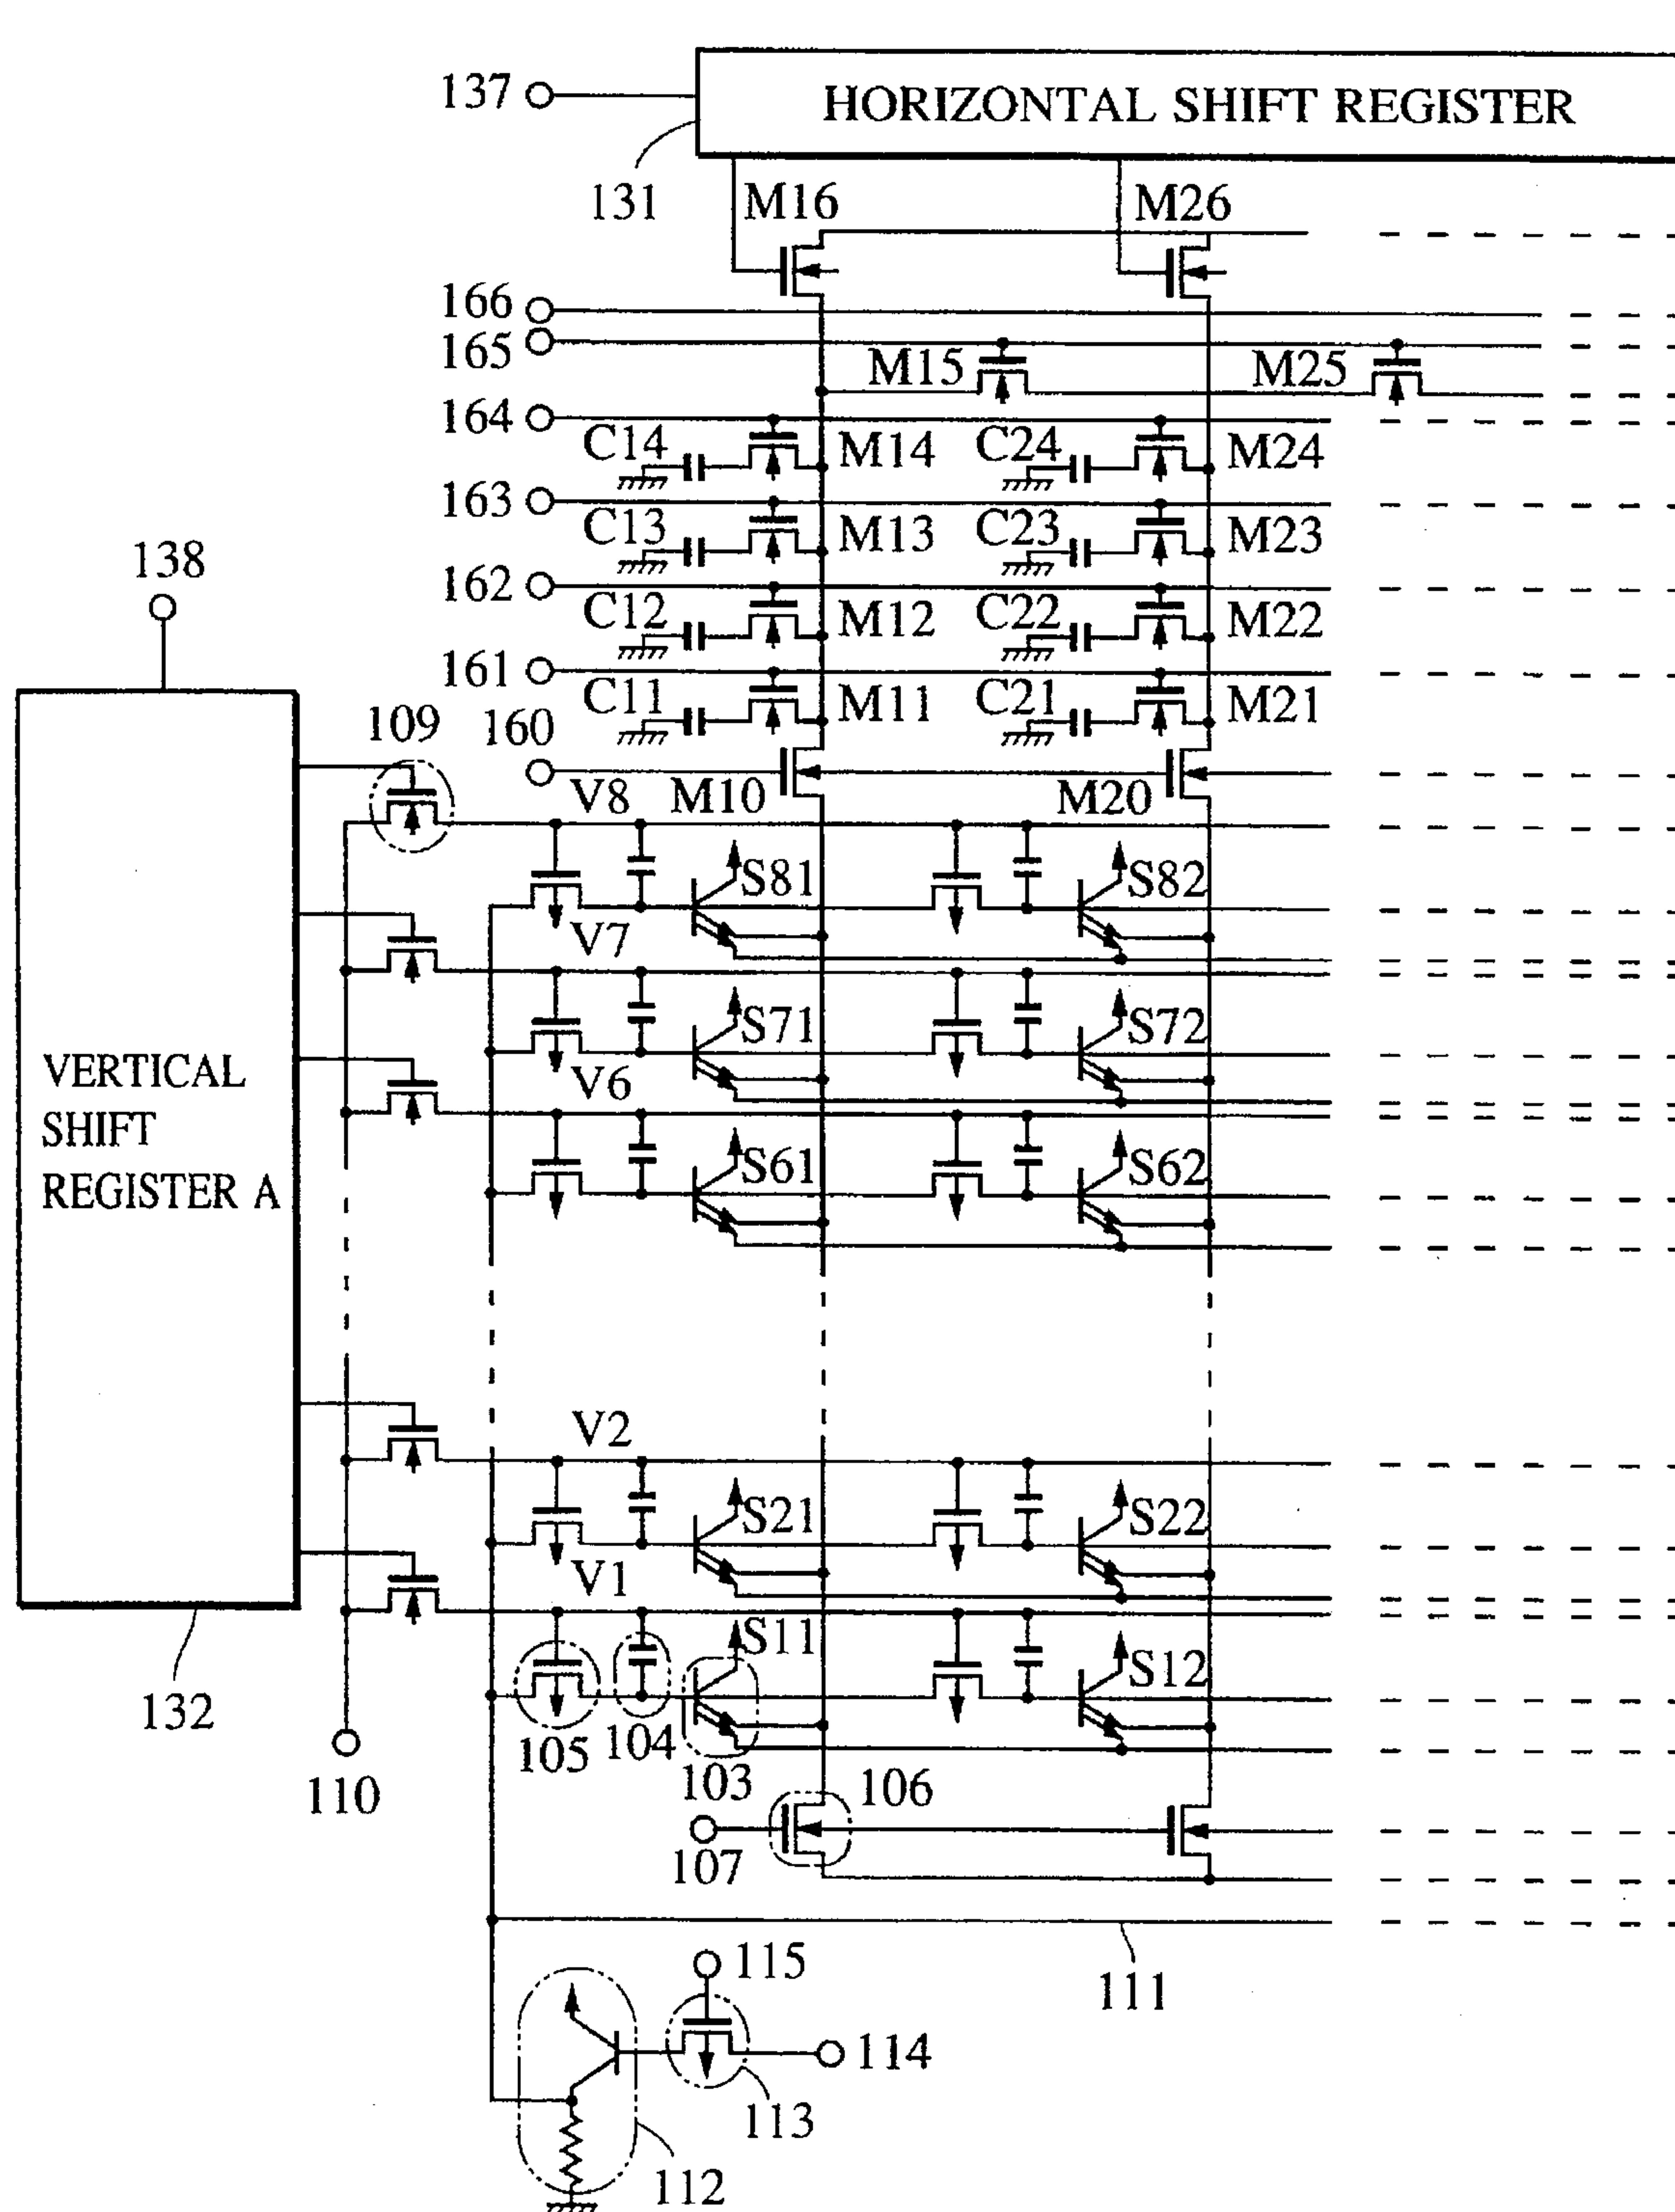 137
HORIZONTAL SHIFT REGISTER
131
M16
M26
166
165
M15
M25
164
C14
M14
C24
M24
163
C13
M13
C23
M23
138
162
C12
M12
C22
M22
161
C11
M11
C21
M21
109
160
V8
M10
M20
S81
S82
V7
S71
S72
VERTICAL
SHIFT
REGISTER A
V6
S61
S62
V2
S21
S22
V1
S11
S12
132
105
104
103
110
106
107
115
111
114
113
112